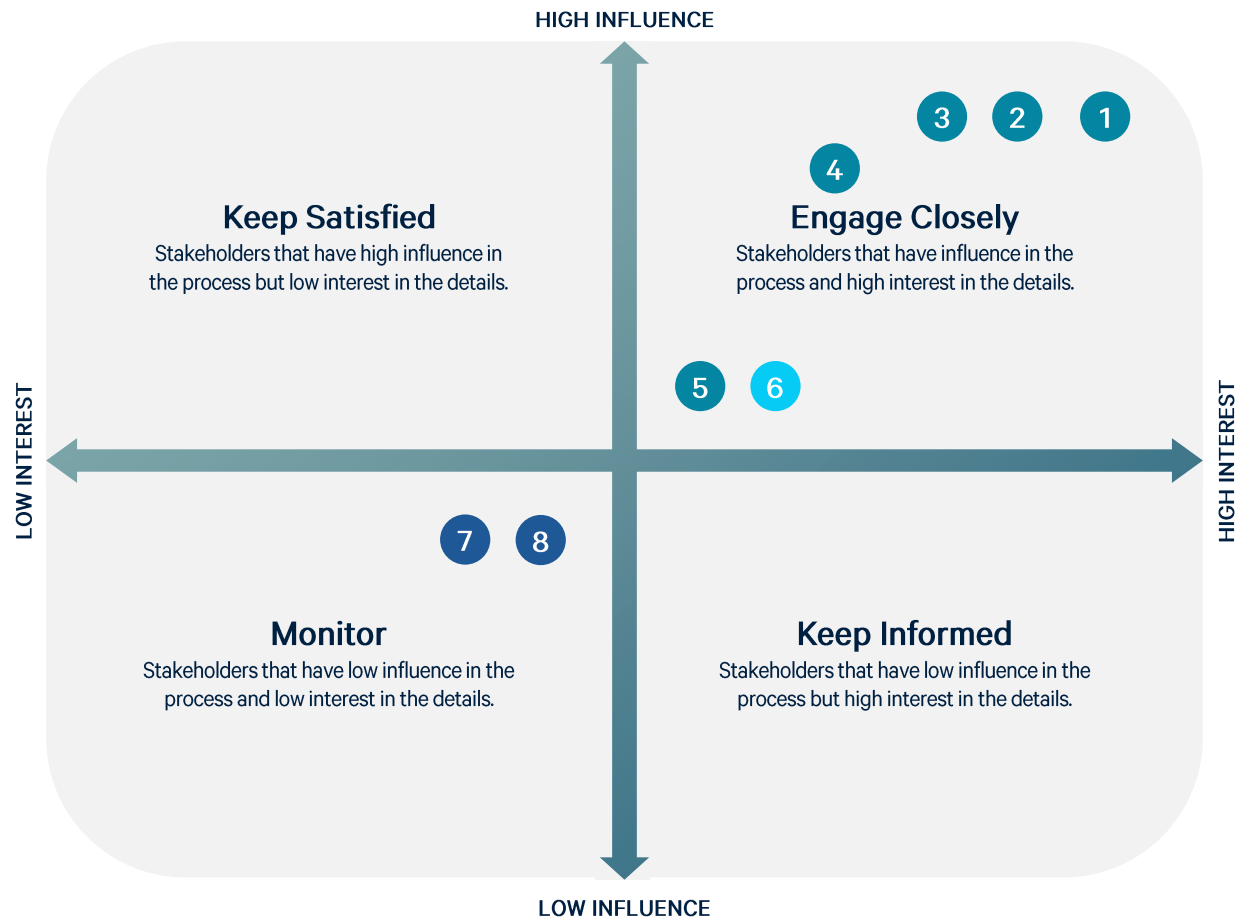 HIGH INFLUENCE
3 2 1
4
Keep Satisfied
Stakeholders that have high influence in
the process but low interest in the details.
Engage Closely
Stakeholders that have influence in the
process and high interest in the details.
5 6
LOW INTEREST
HIGH INTEREST
7 8
Monitor
Stakeholders that have low influence in the
process and low interest in the details.
Keep Informed
Stakeholders that have low influence in the
process but high interest in the details.
LOW INFLUENCE